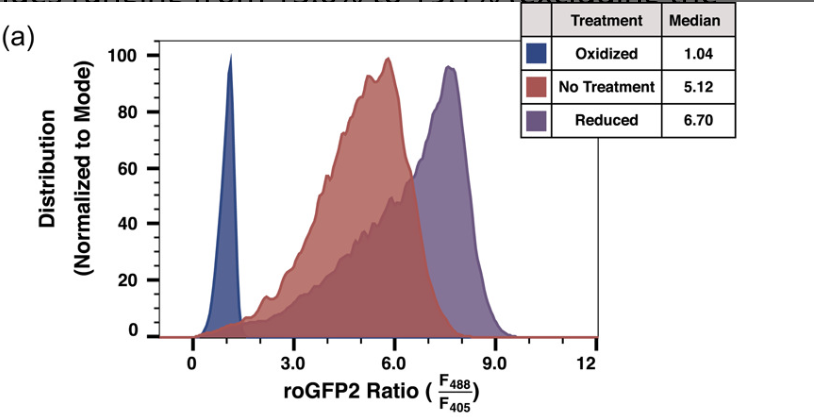 (a)
Treatment Median
Oxidized 1.04
No Treatment 5.12
Reduced 6.70
Distribution
(Normalized to Mode)
100
80
60
40
20
0
0 3.0 6.0 9.0 12
roGFP2 Ratio ( F488 / F405 )